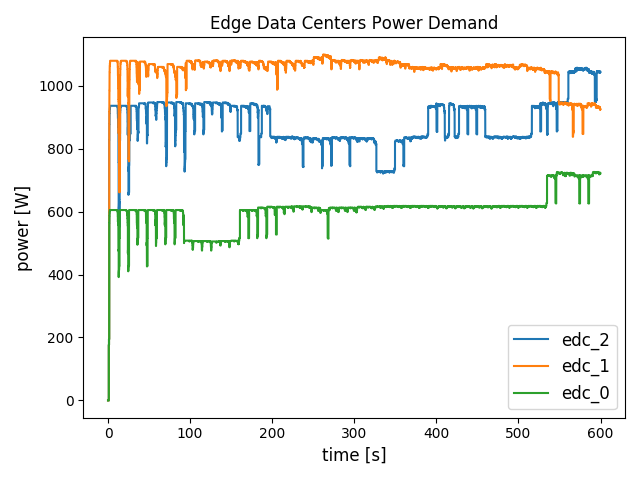 Edge Data Centers Power Demand
power [W]
1000
800
600
400
200
0
0 100 200 300 400 500 600
time [s]
edc_2
edc_1
edc_0